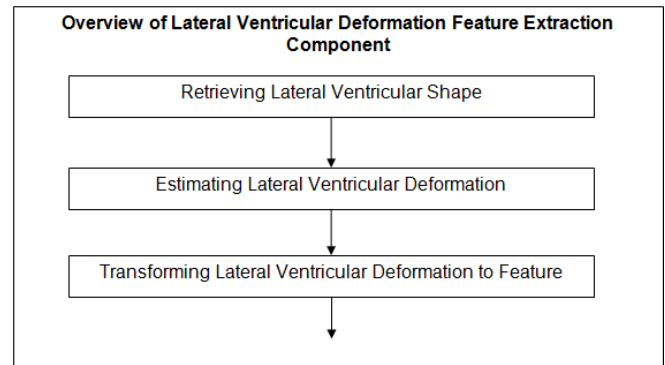 Overview of Lateral Ventricular Deformation Feature Extraction
Component
Retrieving Lateral Ventricular Shape
Estimating Lateral Ventricular Deformation
Transforming Lateral Ventricular Deformation to Feature